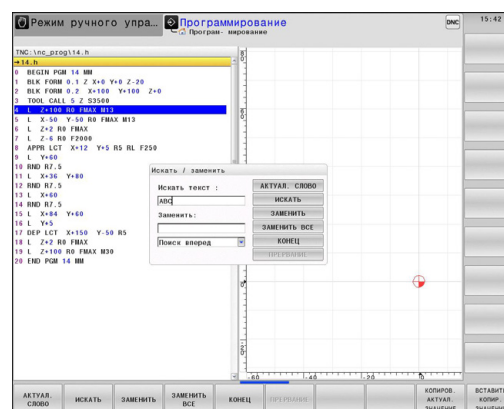 Режим ручного упра...
Программирование
Програм- мирование
DNC
15:42
TNC:\nc_prog\14.h
→14.h
0 BEGIN PGM 14 MM
1 BLK FORM 0.1 Z X+0 Y+0 Z-20
2 BLK FORM 0.2 X+100 Y+100 Z+0
3 TOOL CALL 5 Z S3500
4 L Z+100 R0 FMAX M13
5 L X-50 Y-50 R0 FMAX M13
6 L Z+2 R0 FMAX
7 L Z-6 R0 F2000
8 APPR LCT X+12 Y+5 R5 RL F250
9 L Y+60
10 RND R7.5
11 L X+36 Y+80
12 RND R7.5
13 L X+60
14 RND R7.5
15 L X+84 Y+60
16 L Y+5
17 DEP LCT X+150 Y-50 R5
18 L Z+2 R0 FMAX
19 L Z+100 R0 FMAX M30
20 END PGM 14 MM
Искать / заменить
Искать текст :
ABC
Заменить:
Поиск вперед
АКТУАЛ. СЛОВО
ИСКАТЬ
ЗАМЕНИТЬ
ЗАМЕНИТЬ ВСЕ
КОНЕЦ
ПРЕРВАНИЕ
-60
-40
-20
0
АКТУАЛ. СЛОВО
ИСКАТЬ
ЗАМЕНИТЬ
ЗАМЕНИТЬ ВСЕ
КОНЕЦ
ПРЕРВАНИЕ
КОПИРОВ. АКТУАЛ. ЗНАЧЕНИЕ